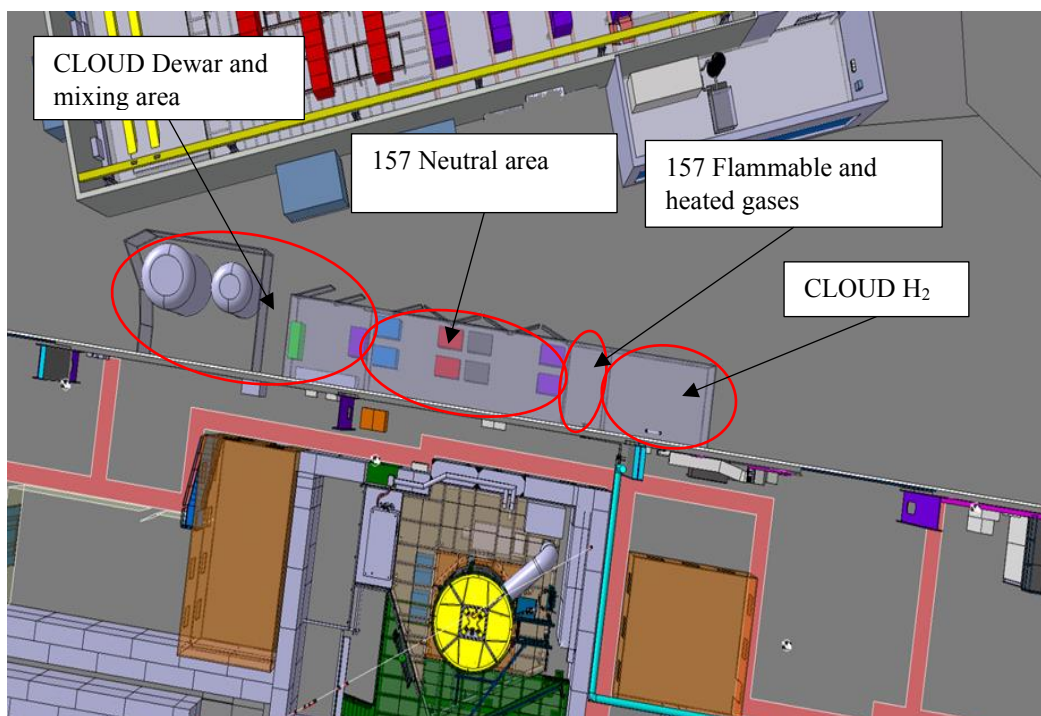 CLOUD Dewar and
mixing area
157 Neutral area
157 Flammable and
heated gases
CLOUD H₂